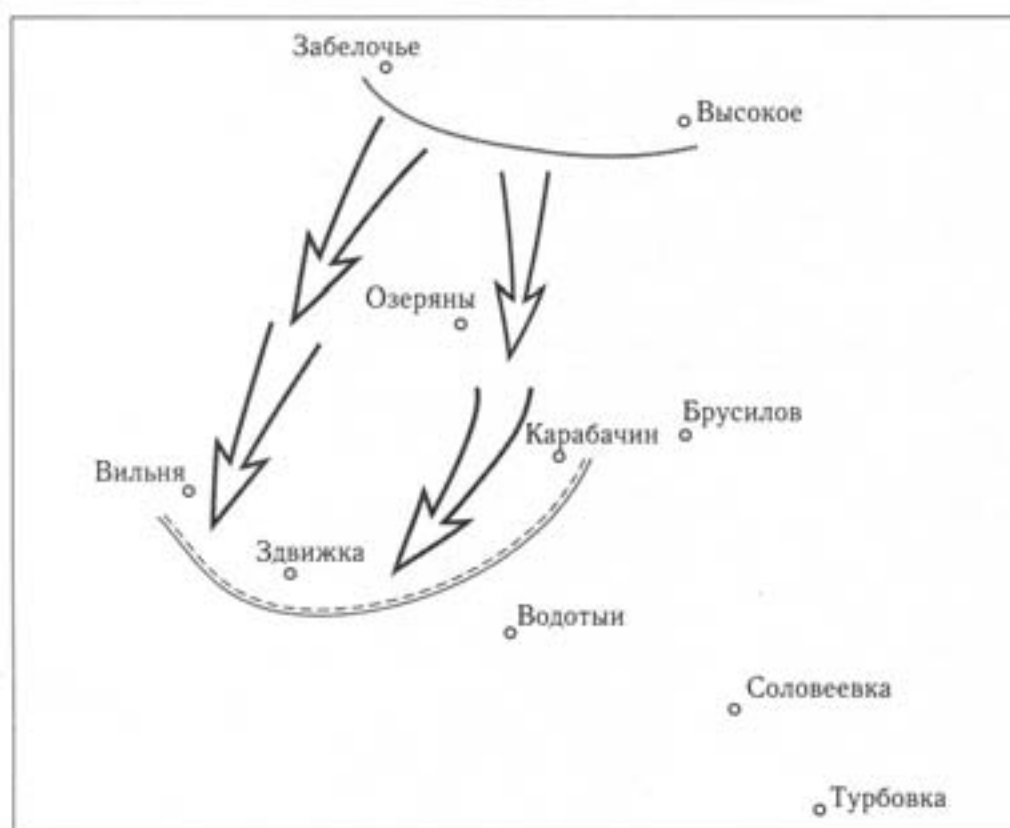 Забелочье
Высокое
Озеряны
Брусилов
Карабачин
Вильня
Здвижка
Водотыи
Соловеевка
Турбовка